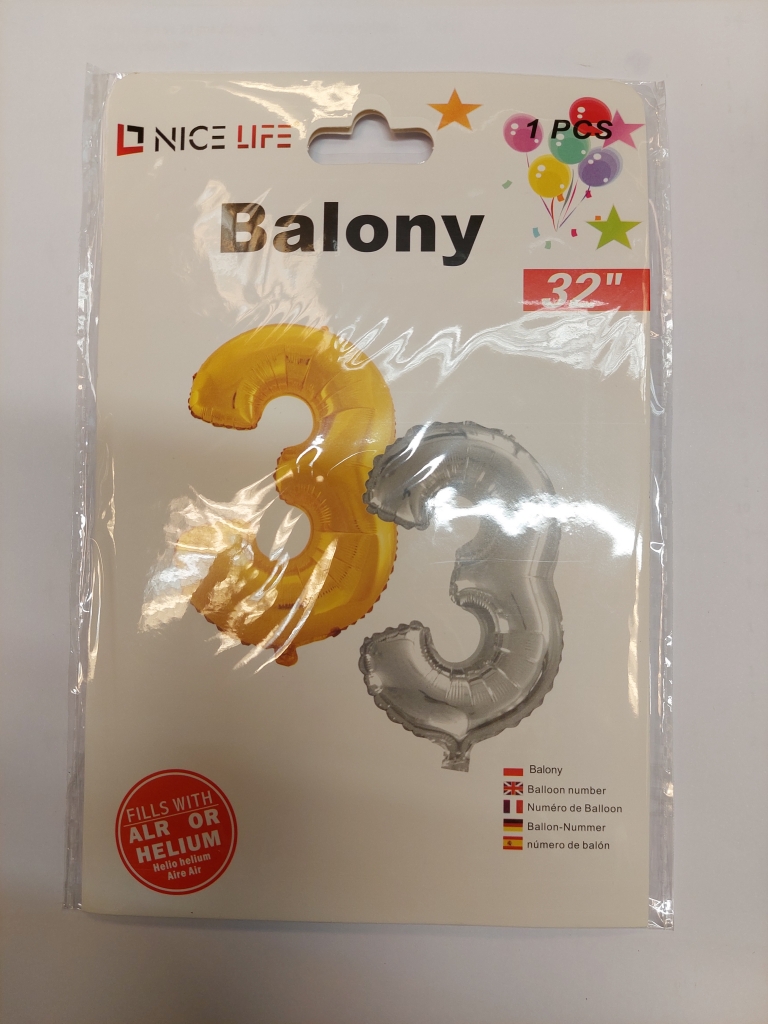 NICE LIFE
1 PCS
Balony
32"
Balony
Balloon number
Numéro de Balloon
Ballon-Nummer
número de balón
FILLS WITH
ALR OR
HELIUM
Helio helium
Aire Air